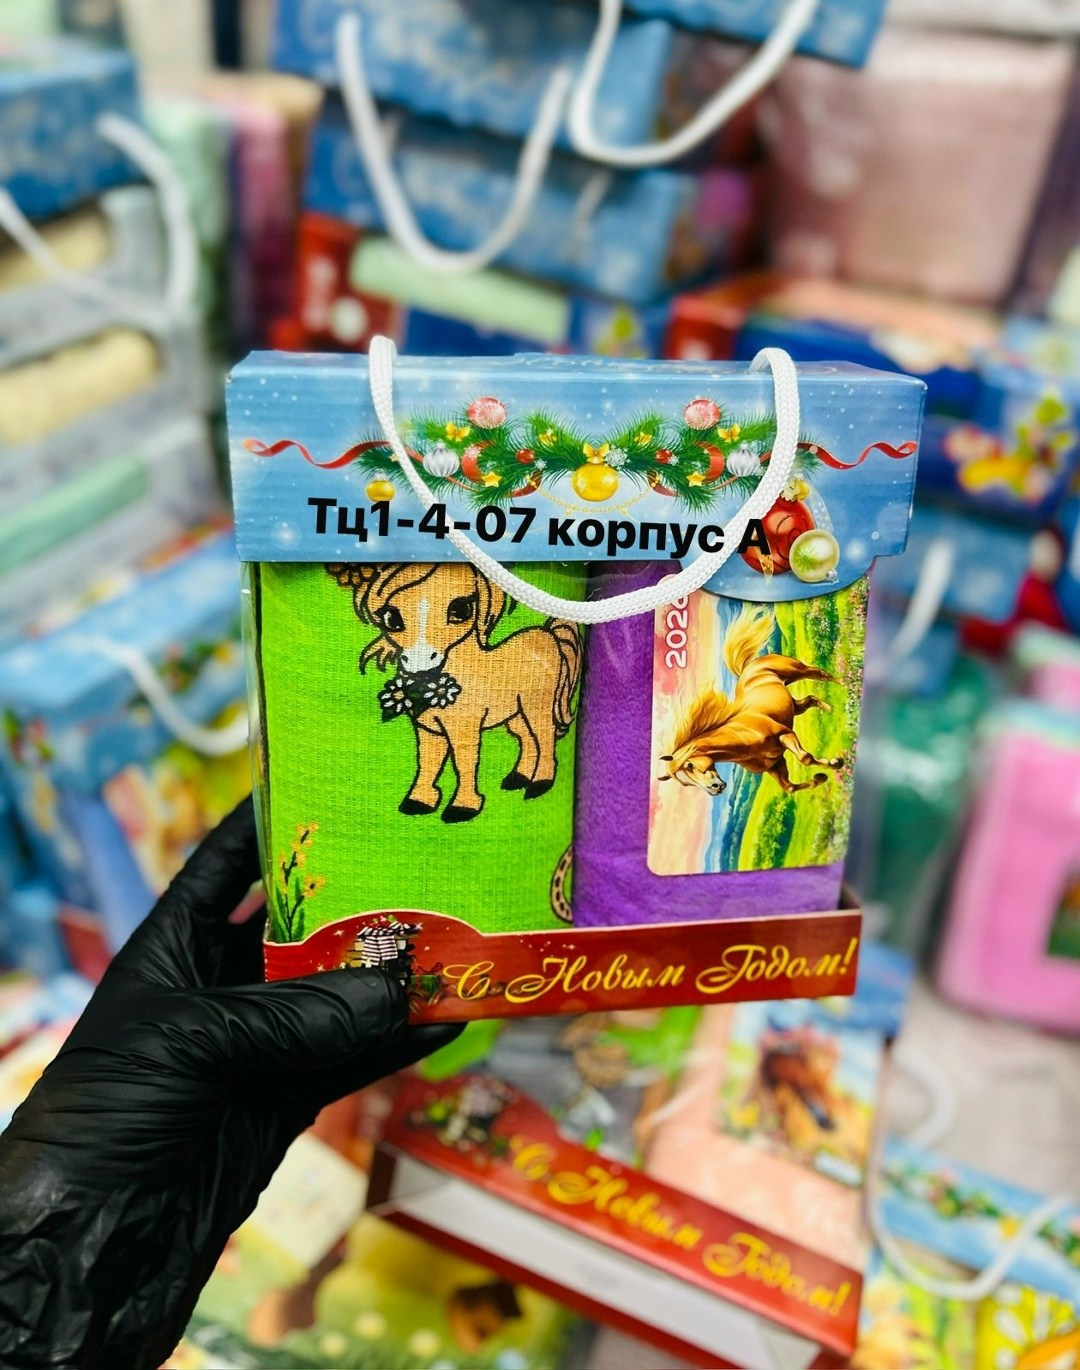 Тц1-4-07 корпус А
2026
С Новым Годом!
С Новым Годом!